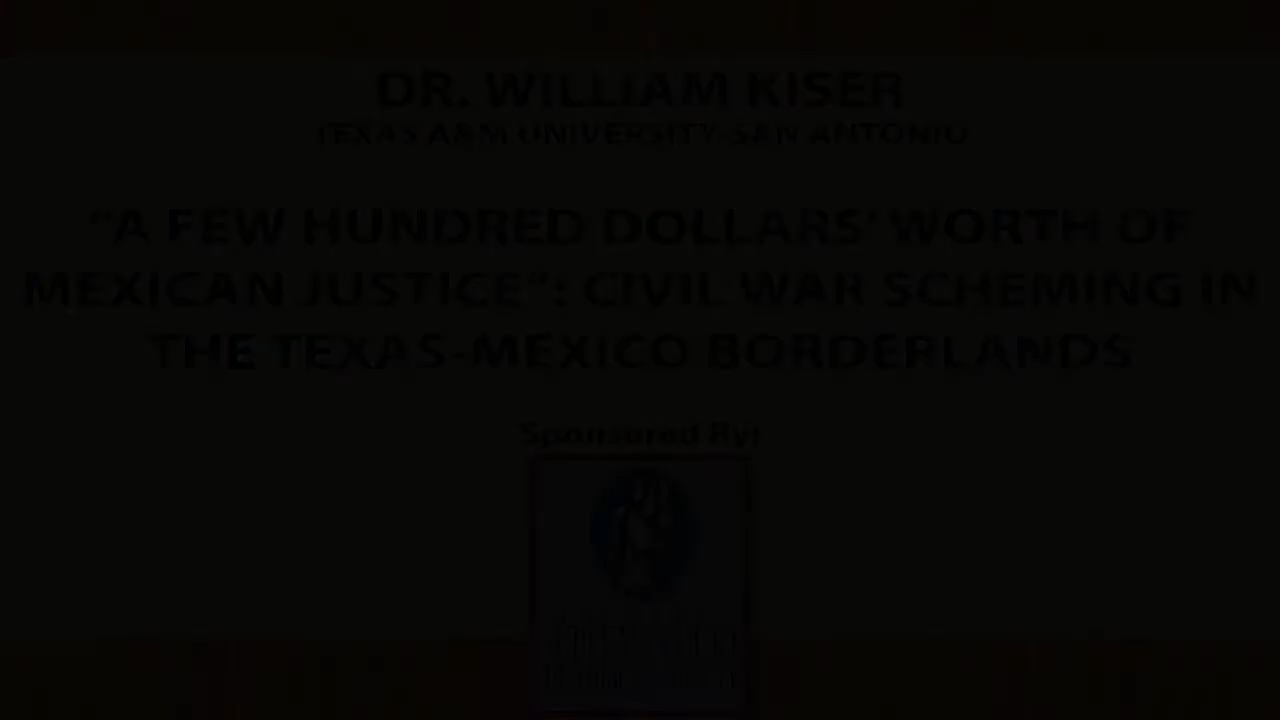 DR. WILLIAM KISER
TEXAS A&M UNIVERSITY-SAN ANTONIO
"A FEW HUNDRED DOLLARS' WORTH OF
MEXICAN JUSTICE": CIVIL WAR SCHEMING IN
THE TEXAS-MEXICO BORDERLANDS
Sponsored By: